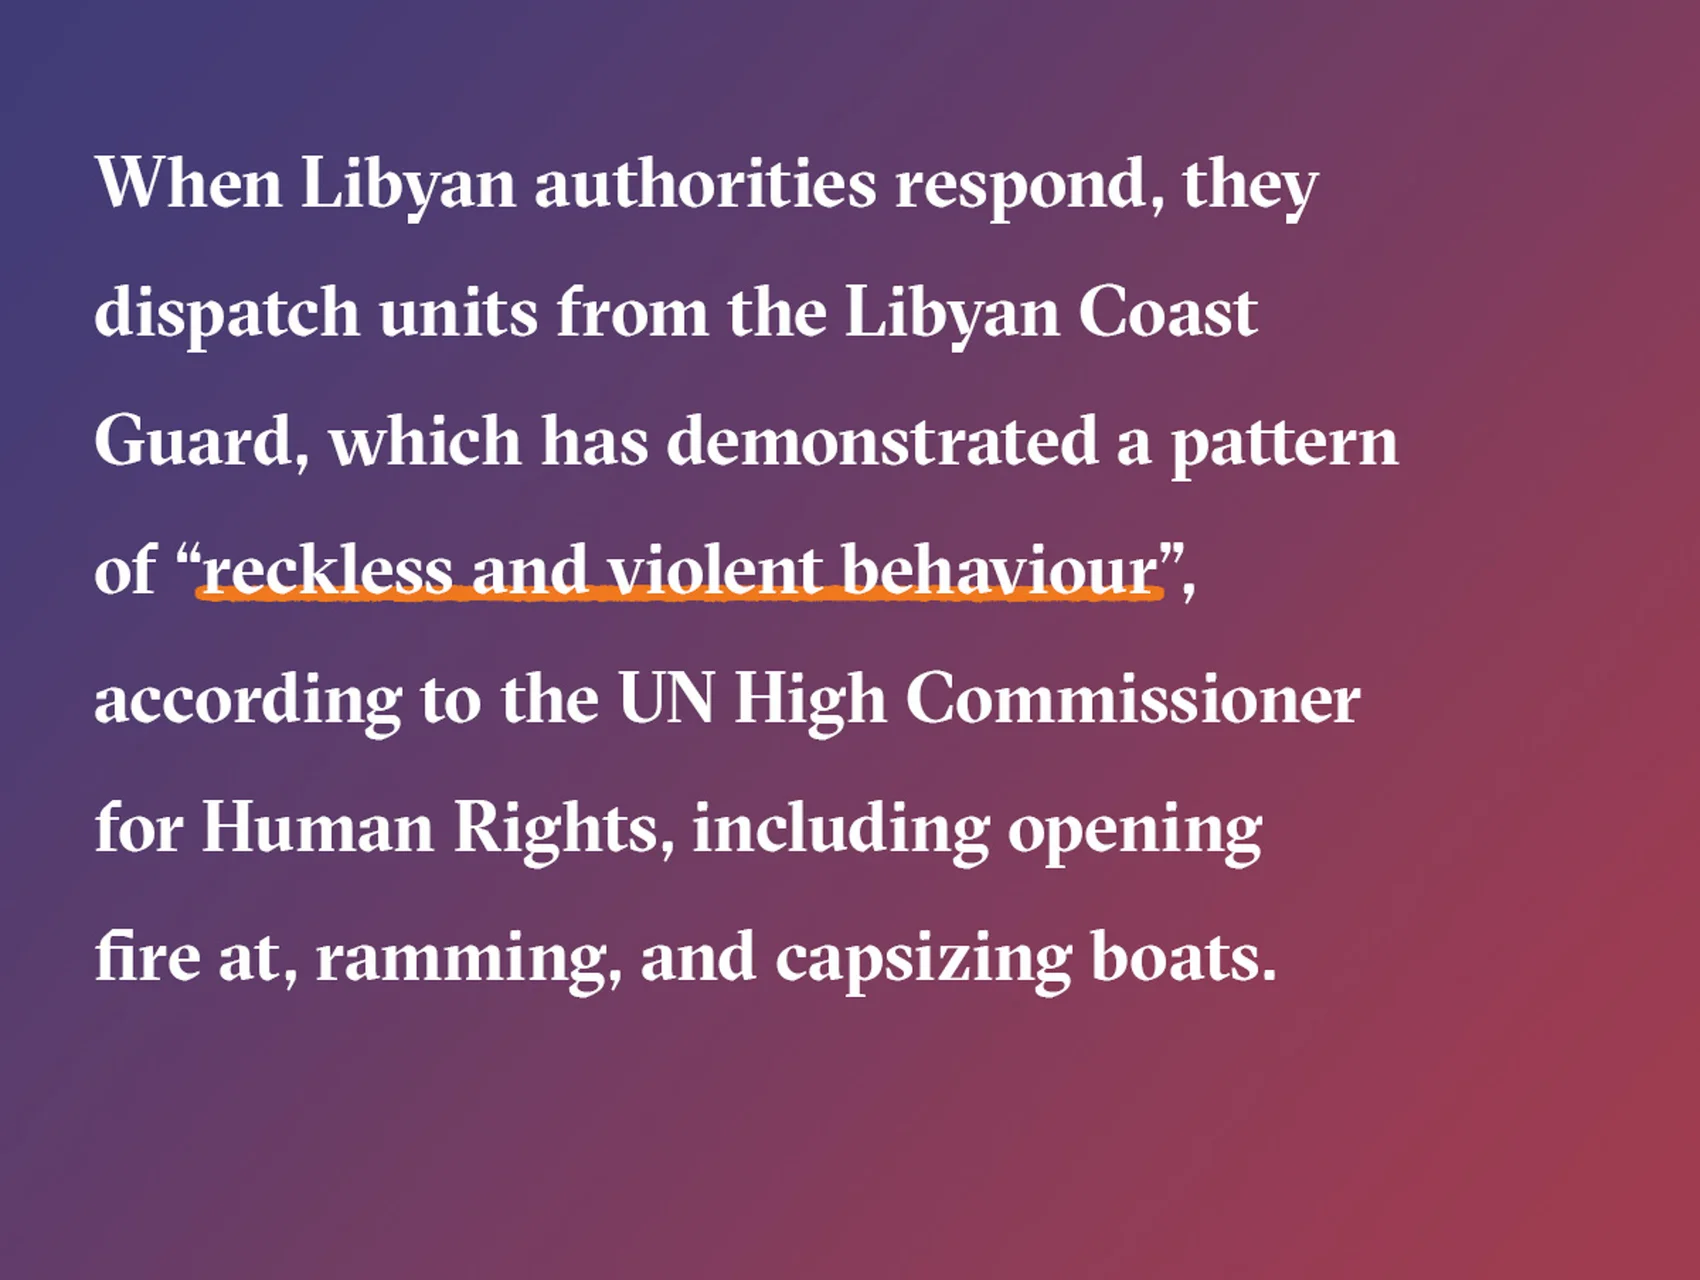 When Libyan authorities respond, they
dispatch units from the Libyan Coast
Guard, which has demonstrated a pattern
of “reckless and violent behaviour”,
according to the UN High Commissioner
for Human Rights, including opening
fire at, ramming, and capsizing boats.